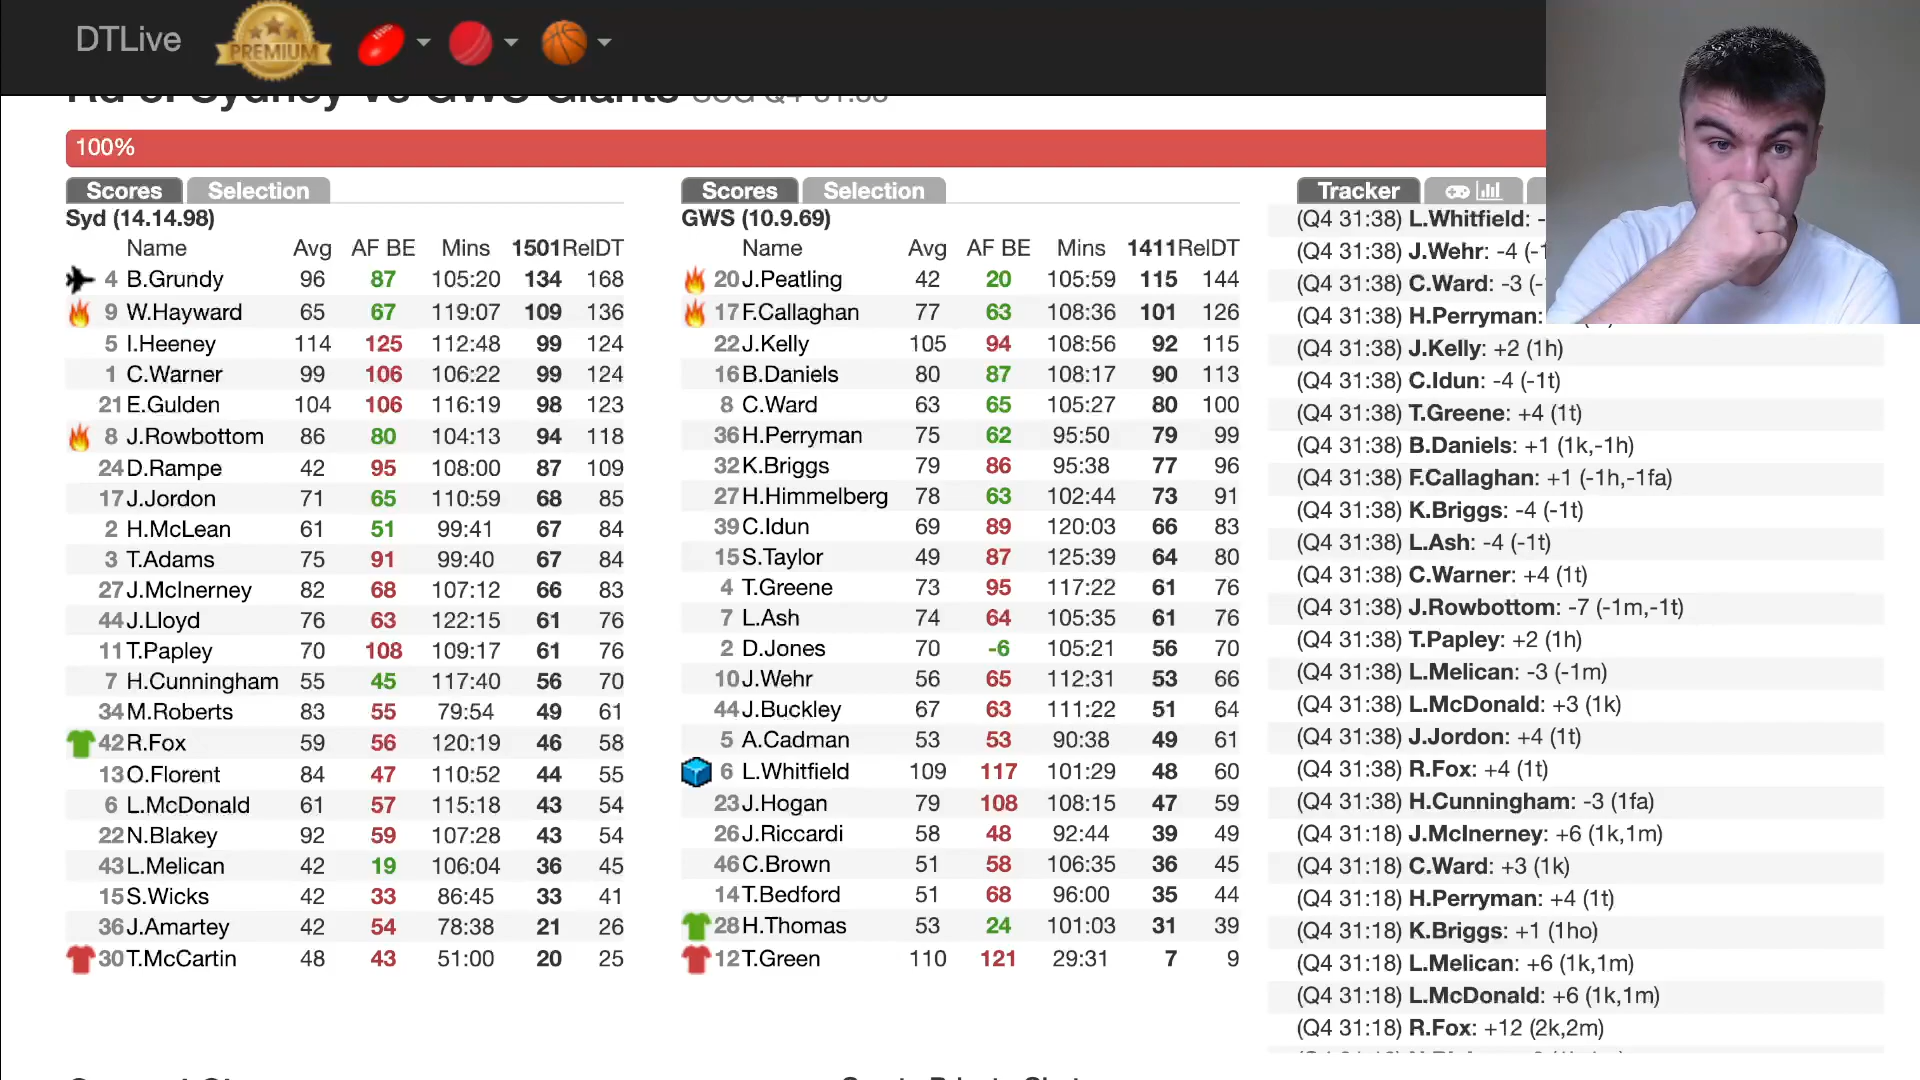 DTLive PREMIUM
Sydney vs GWS Giants
100%
Scores Selection
Syd (14.14.98)
Name Avg AF BE Mins 1501 RelDT
4 B.Grundy 96 87 105:20 134 168
9 W.Hayward 65 67 119:07 109 136
5 I.Heeney 114 125 112:48 99 124
1 C.Warner 99 106 106:22 99 124
21 E.Gulden 104 106 116:19 98 123
8 J.Rowbottom 86 80 104:13 94 118
24 D.Rampe 42 95 108:00 87 109
17 J.Jordon 71 65 110:59 68 85
2 H.McLean 61 51 99:41 67 84
3 T.Adams 75 91 99:40 67 84
27 J.McInerney 82 68 107:12 66 83
44 J.Lloyd 76 63 122:15 61 76
11 T.Papley 70 108 109:17 61 76
7 H.Cunningham 55 45 117:40 56 70
34 M.Roberts 83 55 79:54 49 61
42 R.Fox 59 56 120:19 46 58
13 O.Florent 84 47 110:52 44 55
6 L.McDonald 61 57 115:18 43 54
22 N.Blakey 92 59 107:28 43 54
43 L.Melican 42 19 106:04 36 45
15 S.Wicks 42 33 86:45 33 41
36 J.Amartey 42 54 78:38 21 26
30 T.McCartin 48 43 51:00 20 25
Scores Selection
GWS (10.9.69)
Name Avg AF BE Mins 1411 RelDT
20 J.Peatling 42 20 105:59 115 144
17 F.Callaghan 77 63 108:36 101 126
22 J.Kelly 105 94 108:56 92 115
16 B.Daniels 80 87 108:17 90 113
8 C.Ward 63 65 105:27 80 100
36 H.Perryman 75 62 95:50 79 99
32 K.Briggs 79 86 95:38 77 96
27 H.Himmelberg 78 63 102:44 73 91
39 C.Idun 69 89 120:03 66 83
15 S.Taylor 49 87 125:39 64 80
4 T.Greene 73 95 117:22 61 76
7 L.Ash 74 64 105:35 61 76
2 D.Jones 70 -6 105:21 56 70
10 J.Wehr 56 65 112:31 53 66
44 J.Buckley 67 63 111:22 51 64
5 A.Cadman 53 53 90:38 49 61
6 L.Whitfield 109 117 101:29 48 60
23 J.Hogan 79 108 108:15 47 59
26 J.Riccardi 58 48 92:44 39 49
46 C.Brown 51 58 106:35 36 45
14 T.Bedford 51 68 96:00 35 44
28 H.Thomas 53 24 101:03 31 39
12 T.Green 110 121 29:31 7 9
Tracker
(Q4 31:38) L.Whitfield: -
(Q4 31:38) J.Wehr: -4 (-1
(Q4 31:38) C.Ward: -3 (-
(Q4 31:38) H.Perryman:
(Q4 31:38) J.Kelly: +2 (1h)
(Q4 31:38) C.Idun: -4 (-1t)
(Q4 31:38) T.Greene: +4 (1t)
(Q4 31:38) B.Daniels: +1 (1k,-1h)
(Q4 31:38) F.Callaghan: +1 (-1h,-1fa)
(Q4 31:38) K.Briggs: -4 (-1t)
(Q4 31:38) L.Ash: -4 (-1t)
(Q4 31:38) C.Warner: +4 (1t)
(Q4 31:38) J.Rowbottom: -7 (-1m,-1t)
(Q4 31:38) T.Papley: +2 (1h)
(Q4 31:38) L.Melican: -3 (-1m)
(Q4 31:38) L.McDonald: +3 (1k)
(Q4 31:38) J.Jordon: +4 (1t)
(Q4 31:38) R.Fox: +4 (1t)
(Q4 31:38) H.Cunningham: -3 (1fa)
(Q4 31:18) J.McInerney: +6 (1k,1m)
(Q4 31:18) C.Ward: +3 (1k)
(Q4 31:18) H.Perryman: +4 (1t)
(Q4 31:18) K.Briggs: +1 (1ho)
(Q4 31:18) L.Melican: +6 (1k,1m)
(Q4 31:18) L.McDonald: +6 (1k,1m)
(Q4 31:18) R.Fox: +12 (2k,2m)